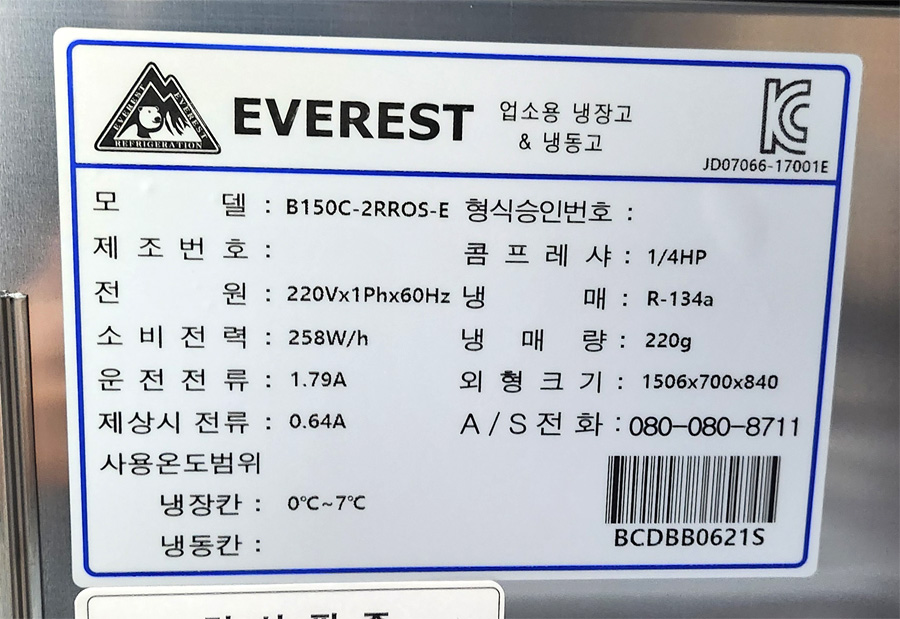 EVEREST
EVEREST
REFRIGERATION
EVEREST
업소용 냉장고
& 냉동고
KC
JD07066-17001E
모 델 : B150C-2RROS-E
형식승인번호 :
제 조 번 호 :
콤 프 레 샤 : 1/4HP
전 원 : 220Vx1Phx60Hz
냉 매 : R-134a
소 비 전 력 : 258W/h
냉 매 량 : 220g
운 전 전 류 : 1.79A
외 형 크 기 : 1506x700x840
제상시 전류 : 0.64A
A / S 전 화 : 080-080-8711
사용온도범위
냉장칸 : 0℃~7℃
냉동칸 :
BCDBB0621S